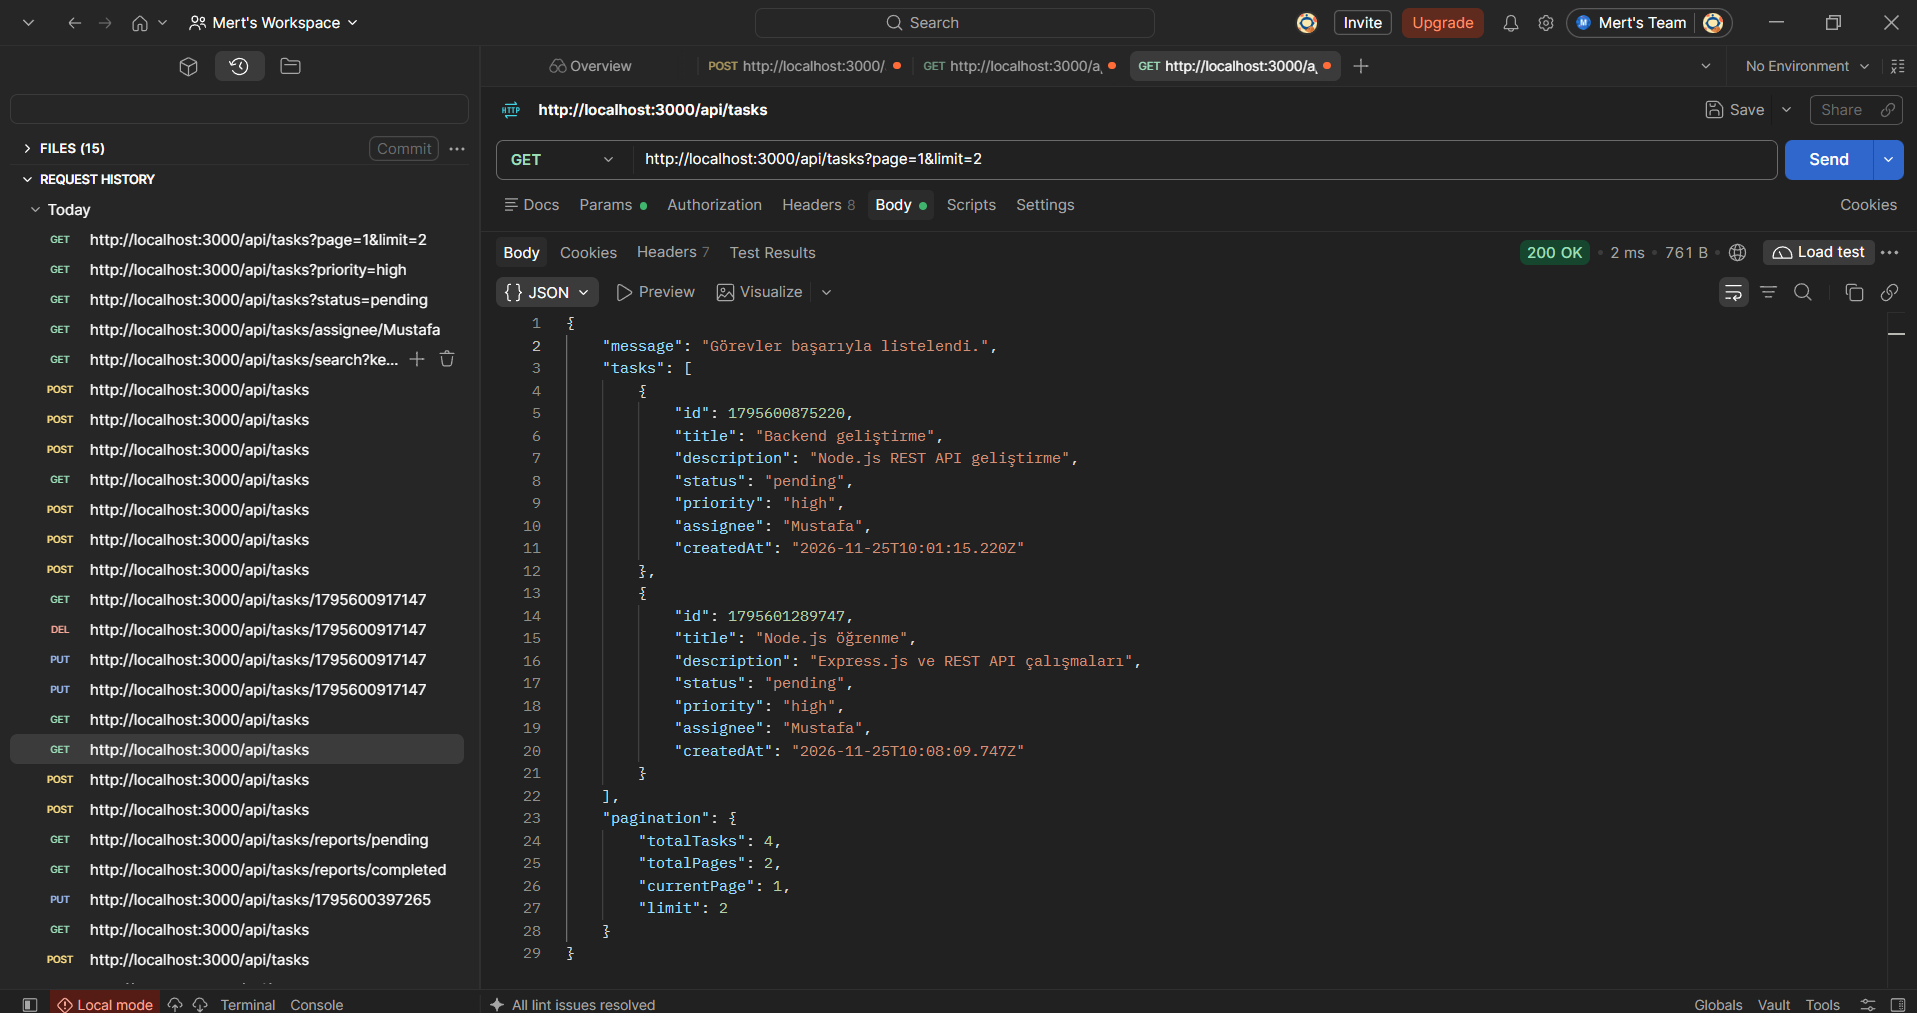 Mert's Workspace
Search
Invite
Upgrade
Mert's Team
Overview
POST http://localhost:3000/
GET http://localhost:3000/a
GET http://localhost:3000/a
No Environment
FILES (15)
Commit
REQUEST HISTORY
Today
GET http://localhost:3000/api/tasks?page=1&limit=2
GET http://localhost:3000/api/tasks?priority=high
GET http://localhost:3000/api/tasks?status=pending
GET http://localhost:3000/api/tasks/assignee/Mustafa
GET http://localhost:3000/api/tasks/search?ke...
POST http://localhost:3000/api/tasks
POST http://localhost:3000/api/tasks
POST http://localhost:3000/api/tasks
GET http://localhost:3000/api/tasks
POST http://localhost:3000/api/tasks
POST http://localhost:3000/api/tasks
POST http://localhost:3000/api/tasks
GET http://localhost:3000/api/tasks/1795600917147
DEL http://localhost:3000/api/tasks/1795600917147
PUT http://localhost:3000/api/tasks/1795600917147
PUT http://localhost:3000/api/tasks/1795600917147
GET http://localhost:3000/api/tasks
GET http://localhost:3000/api/tasks
POST http://localhost:3000/api/tasks
POST http://localhost:3000/api/tasks
GET http://localhost:3000/api/tasks/reports/pending
GET http://localhost:3000/api/tasks/reports/completed
PUT http://localhost:3000/api/tasks/1795600397265
GET http://localhost:3000/api/tasks
POST http://localhost:3000/api/tasks
HTTP http://localhost:3000/api/tasks
Save
Share
GET http://localhost:3000/api/tasks?page=1&limit=2
Send
Docs Params Authorization Headers 8 Body Scripts Settings
Cookies
Body Cookies Headers 7 Test Results
200 OK • 2 ms • 761 B
Load test
{} JSON Preview Visualize
1 {
2 "message": "Görevler başarıyla listelendi.",
3 "tasks": [
4 {
5 "id": 1795600875220,
6 "title": "Backend geliştirme",
7 "description": "Node.js REST API geliştirme",
8 "status": "pending",
9 "priority": "high",
10 "assignee": "Mustafa",
11 "createdAt": "2026-11-25T10:01:15.220Z"
12 },
13 {
14 "id": 1795601289747,
15 "title": "Node.js öğrenme",
16 "description": "Express.js ve REST API çalışmaları",
17 "status": "pending",
18 "priority": "high",
19 "assignee": "Mustafa",
20 "createdAt": "2026-11-25T10:08:09.747Z"
21 }
22 ],
23 "pagination": {
24 "totalTasks": 4,
25 "totalPages": 2,
26 "currentPage": 1,
27 "limit": 2
28 }
29 }
Local mode
Terminal Console
All lint issues resolved
Globals Vault Tools